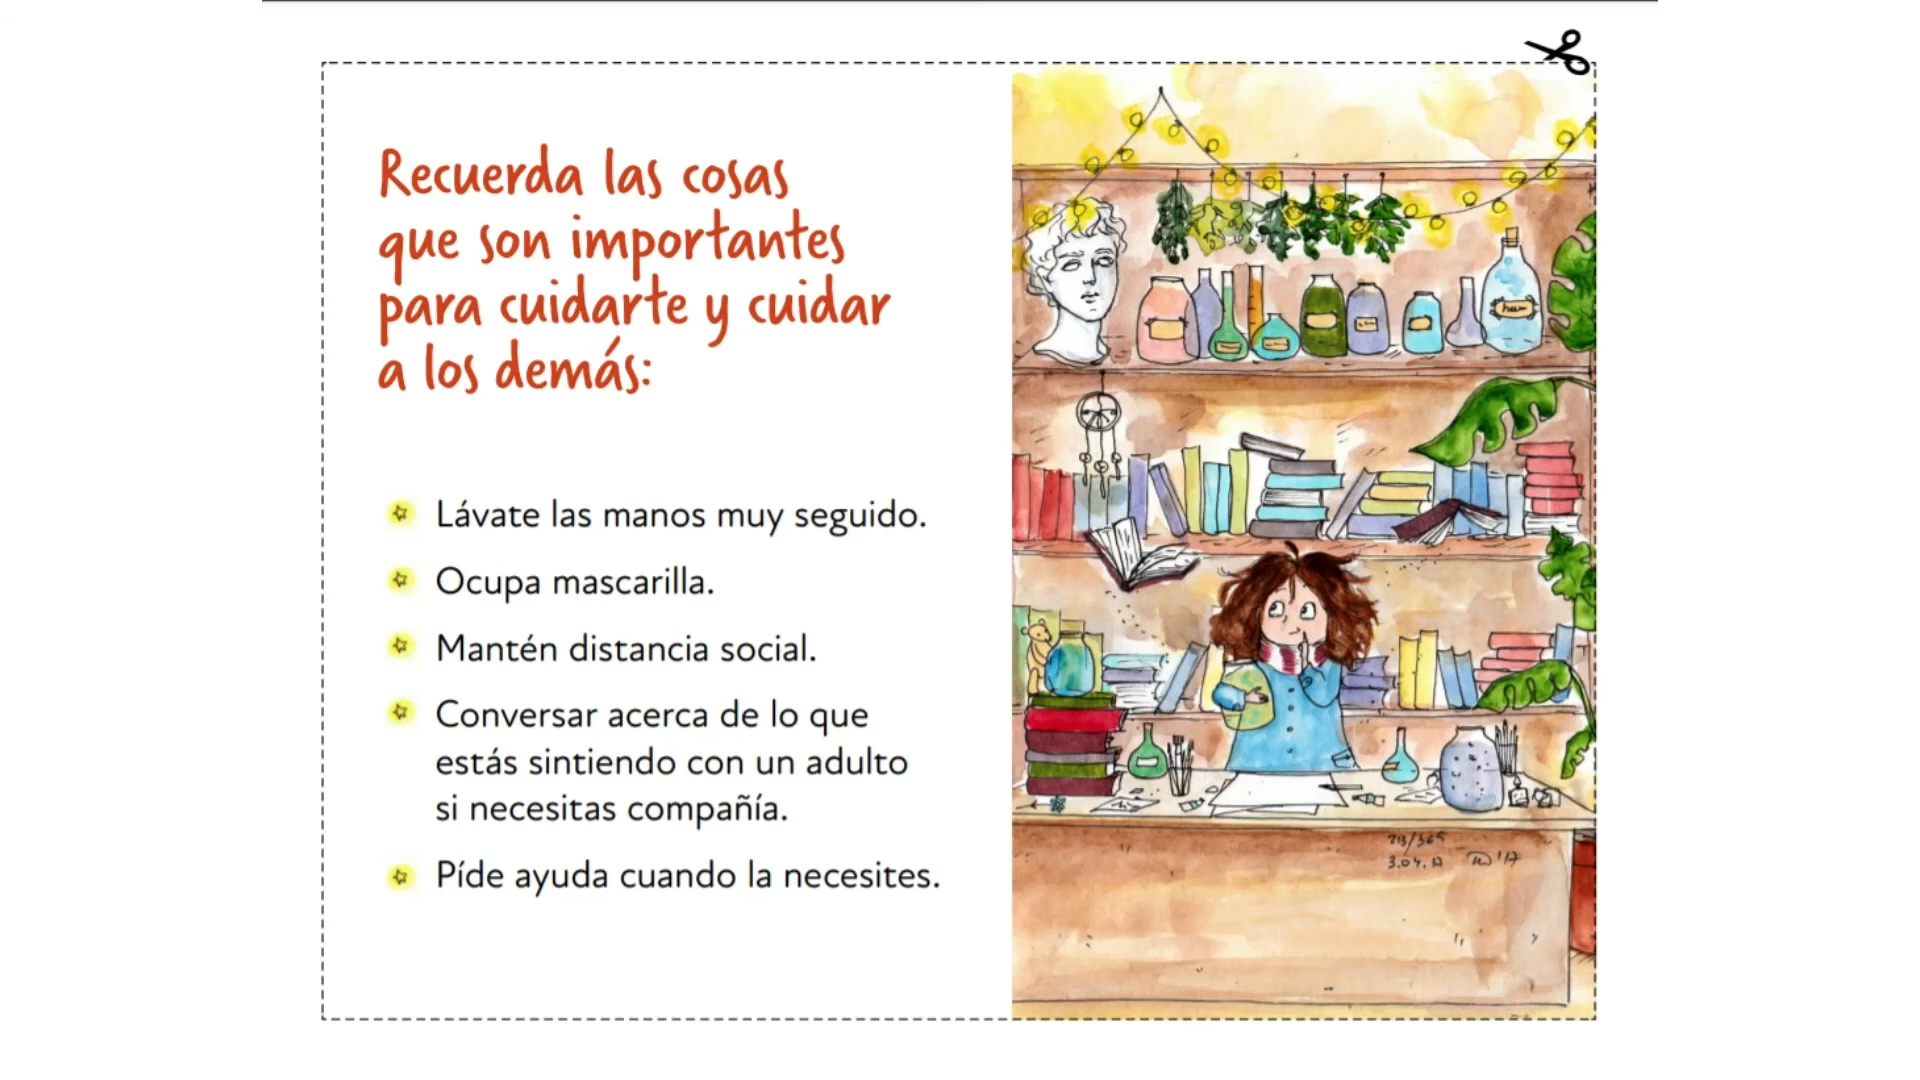 Recuerda las cosas
que son importantes
para cuidarte y cuidar
a los demás:
Lávate las manos muy seguido.
Ocupa mascarilla.
Mantén distancia social.
Conversar acerca de lo que
estás sintiendo con un adulto
si necesitas compañía.
Píde ayuda cuando la necesites.